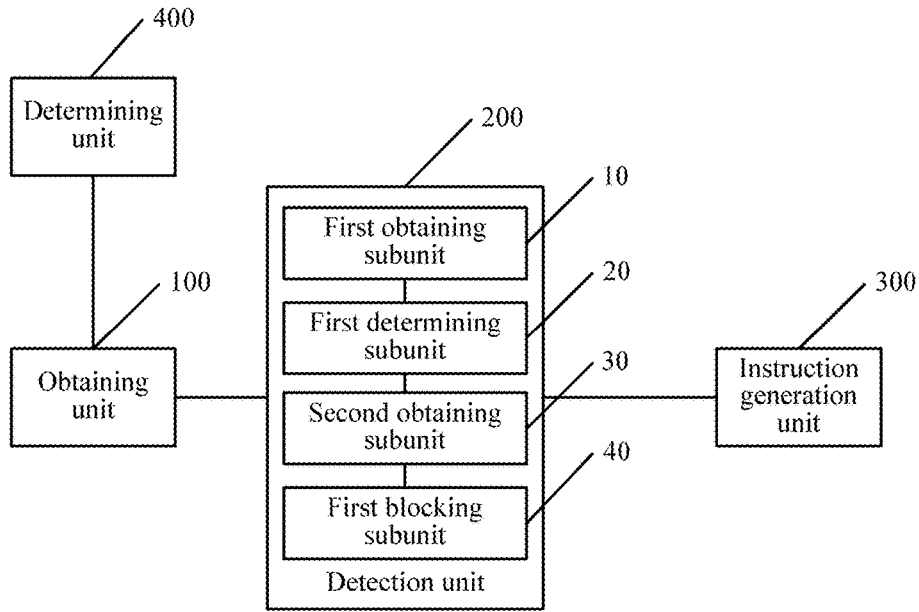 400
Determining
unit
200
10
First obtaining
subunit
20
First determining
subunit
100
300
Obtaining
unit
30
Second obtaining
subunit
Instruction
generation
unit
40
First blocking
subunit
Detection unit